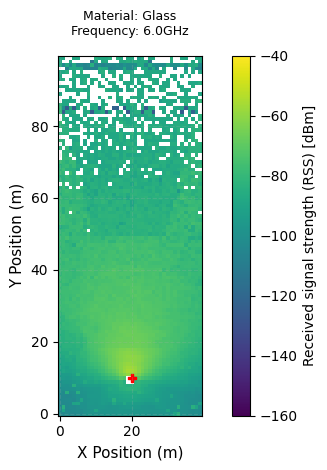 Material: Glass
Frequency: 6.0GHz
80
60
40
20
0
0
20
X Position (m)
Y Position (m)
−40
−60
−80
−100
−120
−140
−160
Received signal strength (RSS) [dBm]